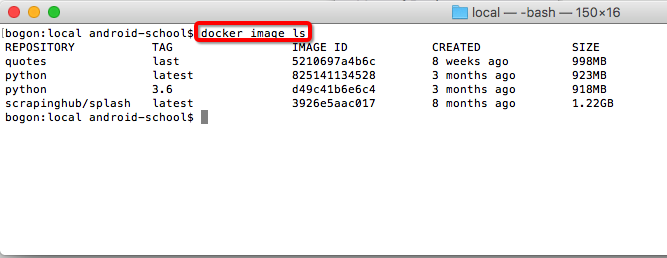 local — -bash — 150×16
[bogon:local android-school$ docker image ls
REPOSITORY TAG IMAGE ID CREATED SIZE
quotes last 5210697a4b6c 8 weeks ago 998MB
python latest 825141134528 3 months ago 923MB
python 3.6 d49c41b6e6c4 3 months ago 918MB
scrapinghub/splash latest 3926e5aac017 8 months ago 1.22GB
bogon:local android-school$